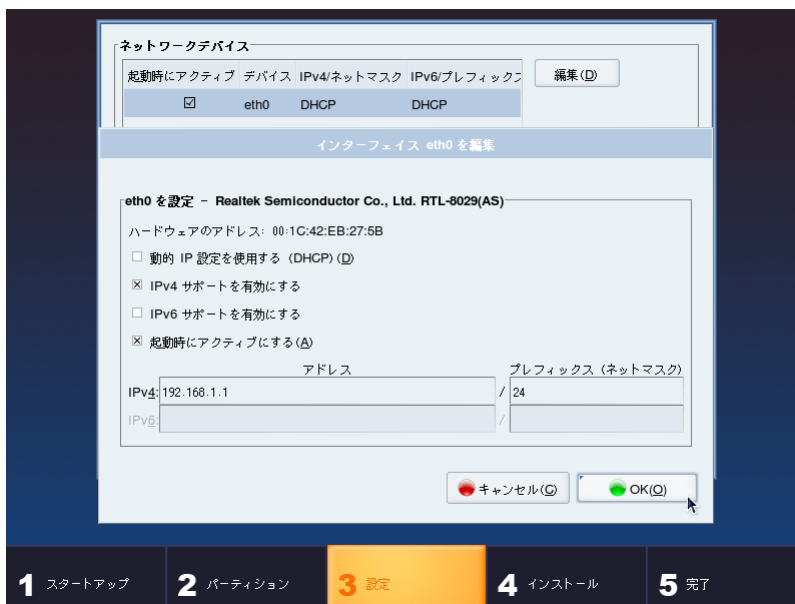 ネットワークデバイス
起動時にアクティブ デバイス IPv4/ネットマスク IPv6/プレフィックス 編集(D)
eth0 DHCP DHCP
インターフェイス eth0 を編集
eth0 を設定 - Realtek Semiconductor Co., Ltd. RTL-8029(AS)
ハードウェアのアドレス: 00:1C:42:EB:27:5B
動的 IP 設定を使用する (DHCP) (D)
IPv4 サポートを有効にする
IPv6 サポートを有効にする
起動時にアクティブにする(A)
アドレス プレフィックス (ネットマスク)
IPv4: 192.168.1.1 / 24
IPv6: /
キャンセル(C) OK(O)
1 スタートアップ 2 パーティション 3 設定 4 インストール 5 完了